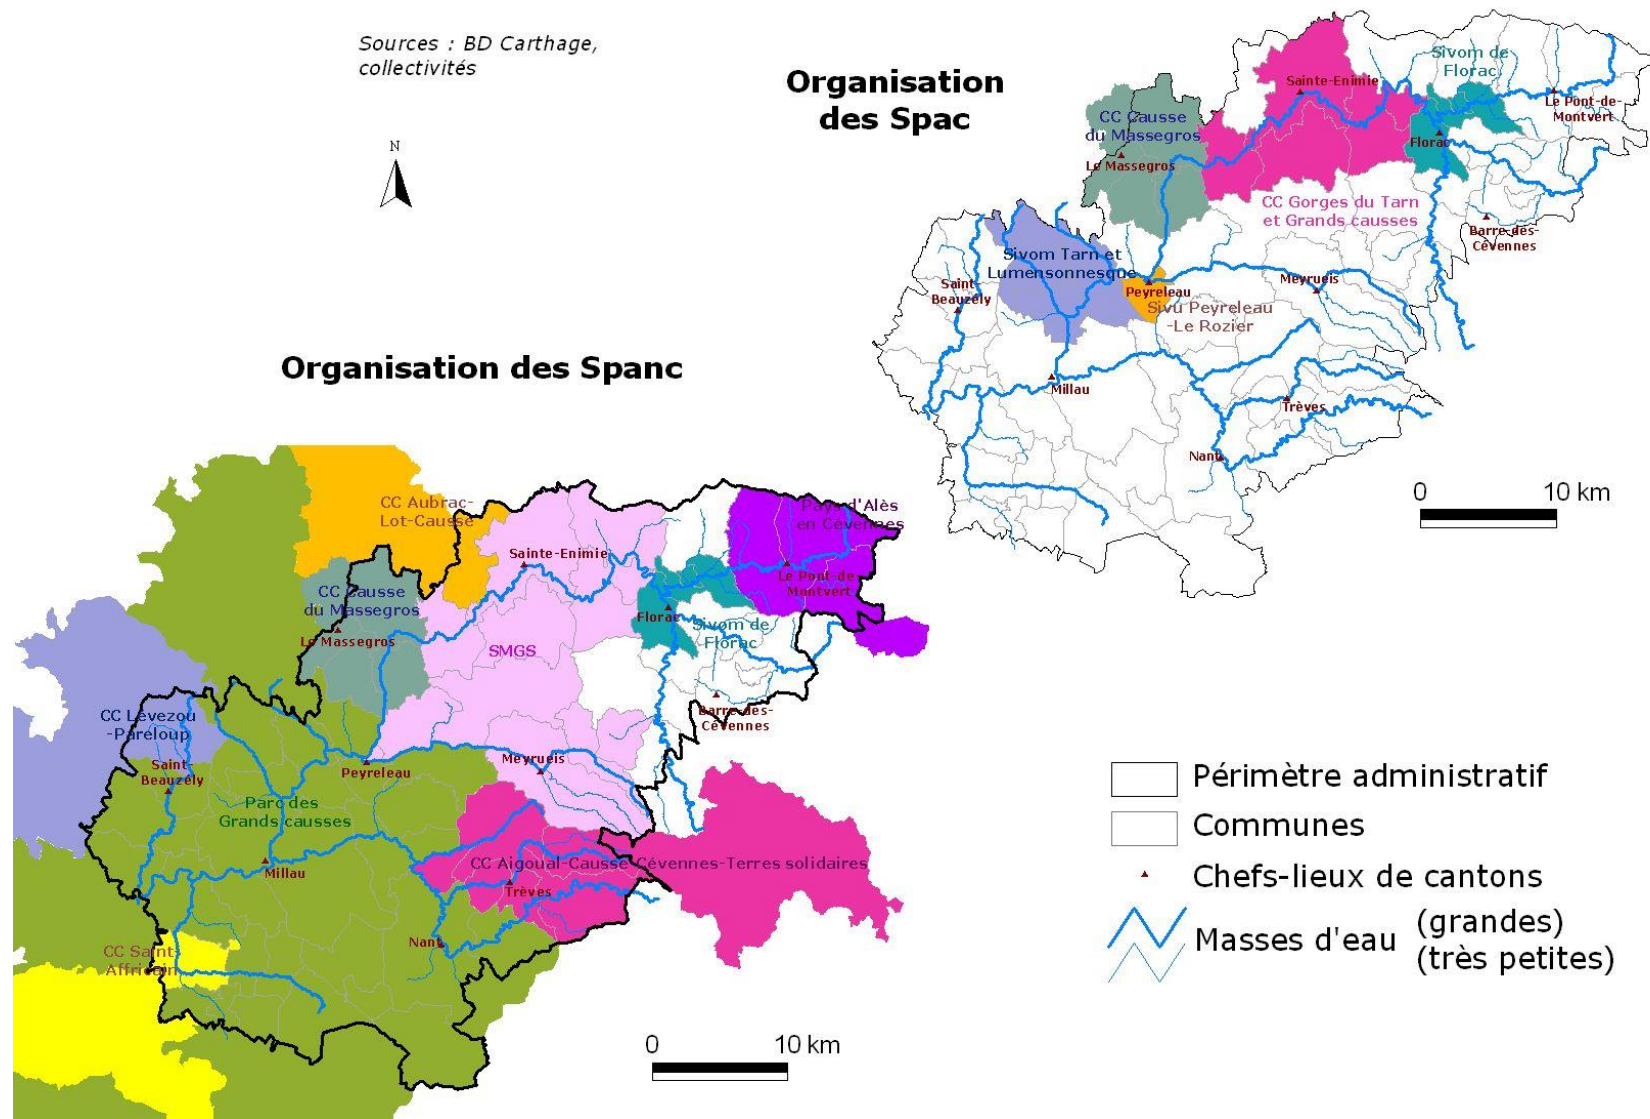 Sources : BD Carthage,
collectivités
N
Organisation
des Spac
Sivom de
Florac
Sainte-Enimie
Le Pont-de-
Montvert
CC Causse
du Massegros
Florac
Le Massegros
CC Gorges du Tarn
et Grands causses
Barre-des-
Cévennes
Sivom Tarn et
Lumensonnesque
Saint-
Beauzély
Peyreleau
Meyrueis
Sivu Peyreleau
-Le Rozier
Millau
Trèves
Nant
0 10 km
Organisation des Spanc
CC Aubrac-
Lot-Causse
Pays d'Alès
en Cévennes
Sainte-Enimie
Le Pont-de-
Montvert
CC Causse
du Massegros
Florac
Sivom de
Florac
Le Massegros
SMGS
Barre-des-
Cévennes
CC Lévezou
-Pareloup
Saint-
Beauzély
Peyreleau
Meyrueis
Parc des
Grands causses
CC Aigoual-Causse-Cévennes-Terres solidaires
Millau
Trèves
Nant
CC Saint-
Affricain
0 10 km
Périmètre administratif
Communes
Chefs-lieux de cantons
Masses d'eau (grandes)
(très petites)